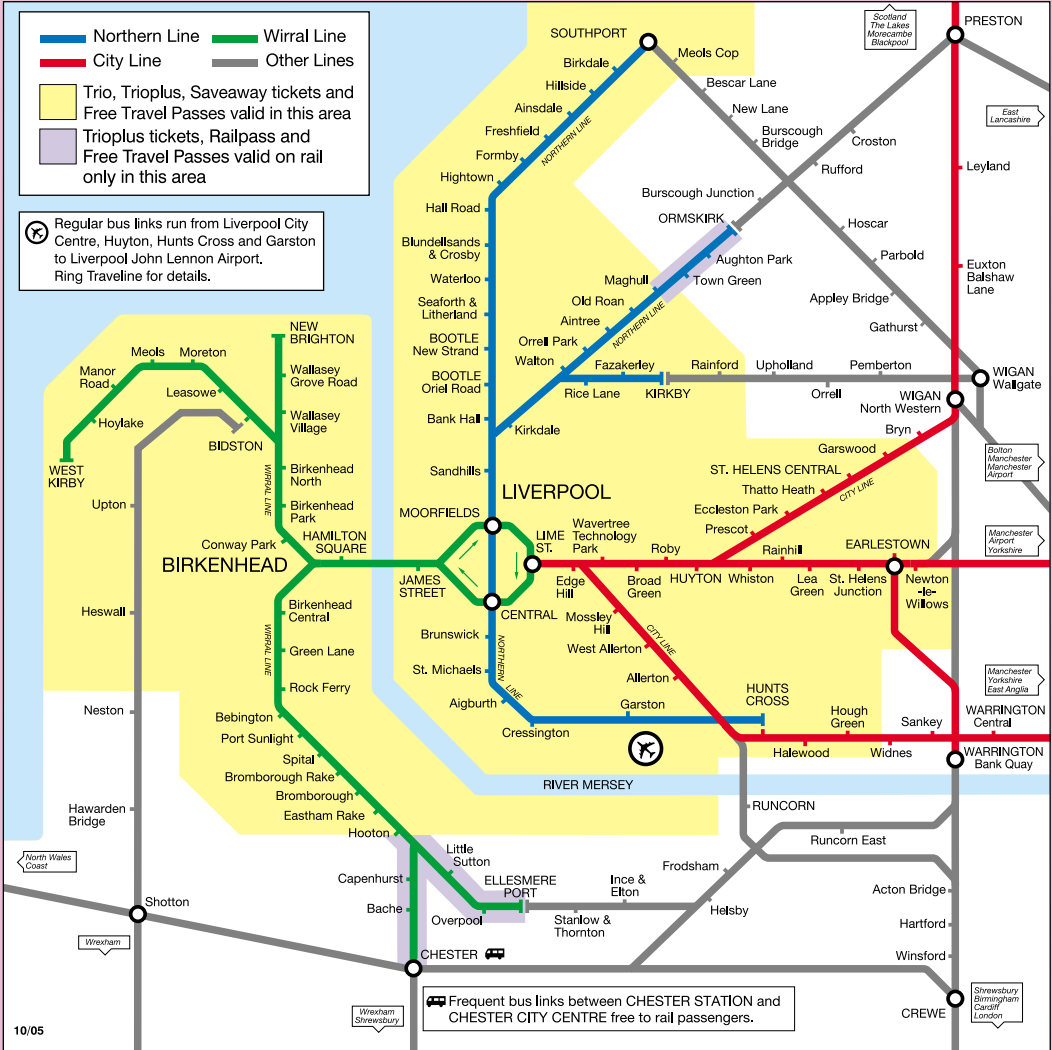 Northern Line
Wirral Line
City Line
Other Lines
Trio, Trioplus, Saveaway tickets and
Free Travel Passes valid in this area
Trioplus tickets, Railpass and
Free Travel Passes valid on rail
only in this area
Regular bus links run from Liverpool City
Centre, Huyton, Hunts Cross and Garston
to Liverpool John Lennon Airport.
Ring Traveline for details.
Scotland
The Lakes
Morecambe
Blackpool
PRESTON
SOUTHPORT
Meols Cop
Birkdale
Bescar Lane
Hillside
New Lane
Ainsdale
East
Lancashire
Freshfield
NORTHERN LINE
Burscough
Bridge
Croston
Formby
Rufford
Leyland
Hightown
Burscough Junction
Hall Road
ORMSKIRK
Hoscar
Blundellsands
& Crosby
Aughton Park
Parbold
Waterloo
Maghull
Town Green
Euxton
Balshaw
Lane
Seaforth &
Litherland
Old Roan
Appley Bridge
Aintree
NORTHERN LINE
Gathurst
BOOTLE
New Strand
Orrell Park
Walton
BOOTLE
Oriel Road
Fazakerley
Rainford
Upholland
Pemberton
Rice Lane
KIRKBY
Orrell
WIGAN
Wallgate
WIGAN
North Western
Bank Hall
Kirkdale
Bryn
Garswood
Sandhills
ST. HELENS CENTRAL
Thatto Heath
CITY LINE
Eccleston Park
Prescot
Bolton
Manchester
Manchester
Airport
NEW
BRIGHTON
Meols
Moreton
Manor
Road
Wallasey
Grove Road
Leasowe
Hoylake
Wallasey
Village
BIDSTON
WEST
KIRBY
WIRRAL LINE
Birkenhead
North
Upton
Birkenhead
Park
Conway Park
HAMILTON
SQUARE
BIRKENHEAD
LIVERPOOL
MOORFIELDS
LIME
ST.
JAMES
STREET
CENTRAL
Wavertree
Technology
Park
Roby
Rainhill
EARLESTOWN
Manchester
Airport
Yorkshire
Edge
Hill
Broad
Green
HUYTON
Whiston
Lea
Green
St. Helens
Junction
Newton
-le-
Willows
Heswall
Birkenhead
Central
WIRRAL LINE
Green Lane
Rock Ferry
Brunswick
NORTHERN
LINE
St. Michaels
Mossley
Hill
CITY LINE
West Allerton
Allerton
Manchester
Yorkshire
East Anglia
Aigburth
Garston
HUNTS
CROSS
Cressington
Hough
Green
Sankey
WARRINGTON
Central
Halewood
Widnes
WARRINGTON
Bank Quay
Neston
Bebington
Port Sunlight
Spital
Bromborough Rake
Bromborough
Eastham Rake
Hooton
RIVER MERSEY
RUNCORN
Runcorn East
Hawarden
Bridge
North Wales
Coast
Little
Sutton
Capenhurst
ELLESMERE
PORT
Ince &
Elton
Frodsham
Bache
Overpool
Stanlow &
Thornton
Helsby
Acton Bridge
Hartford
Shotton
Wrexham
CHESTER
Winsford
Wrexham
Shrewsbury
Frequent bus links between CHESTER STATION and
CHESTER CITY CENTRE free to rail passengers.
CREWE
Shrewsbury
Birmingham
Cardiff
London
10/05